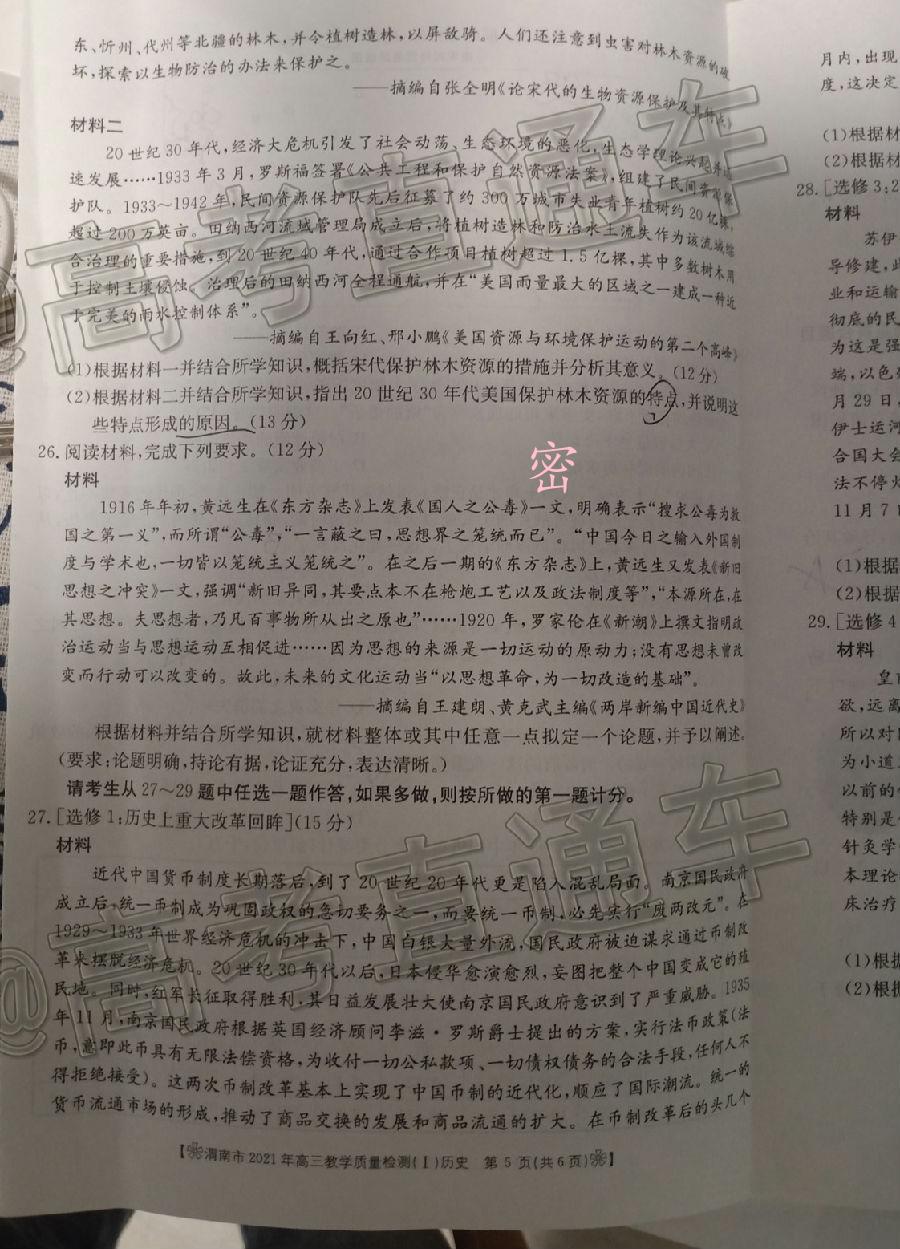 东、忻州、代州等北疆的林木,并令植树造林,以屏敌骑。人们还注意到虫害对林木资源的破
坏,探索以生物防治的办法来保护之。
——摘编自张全明《论宋代的生物资源保护及其特点》
材料二
20世纪30年代,经济大危机引发了社会动荡、生态环境的恶化,生态学理论兴起并迅
速发展……1933年3月,罗斯福签署《公共工程和保护自然资源法案》,组建了民间资源保
护队。1933~1942年,民间资源保护队先后征募了约300万城市失业青年植树约20亿棵,
超过200万英亩。田纳西河流域管理局成立后,将植树造林和防治水土流失作为该流域综
合治理的重要措施,到20世纪40年代,通过合作项目植树超过1.5亿棵,其中多数树木用
于控制土壤侵蚀。治理后的田纳西河全程通航,并在“美国雨量最大的区域之一建成一种近
于完美的雨水控制体系”。
——摘编自王向红、邢小鹏《美国资源与环境保护运动的第二个高峰》
(1)根据材料一并结合所学知识,概括宋代保护林木资源的措施并分析其意义。(12分)
(2)根据材料二并结合所学知识,指出20世纪30年代美国保护林木资源的特点,并说明这
些特点形成的原因。(13分)
26.阅读材料,完成下列要求。(12分)
密
材料
1916年年初,黄远生在《东方杂志》上发表《国人之公毒》一文,明确表示“搜求公毒为救
国之第一义”,而所谓“公毒”,“一言蔽之曰,思想界之笼统而已”。“中国今日之输入外国制
度与学术也,一切皆以笼统主义笼统之”。在之后一期的《东方杂志》上,黄远生又发表《新旧
思想之冲突》一文,强调“新旧异同,其要点本不在枪炮工艺以及政法制度等”,“本源所在,在
其思想。夫思想者,乃凡百事物所从出之原也”……1920年,罗家伦在《新潮》上撰文指明政
治运动当与思想运动互相促进……因为思想的来源是一切运动的原动力;没有思想未曾改
变而行动可以改变的。故此,未来的文化运动当“以思想革命,为一切改造的基础”。
——摘编自王建朗、黄克武主编《两岸新编中国近代史》
根据材料并结合所学知识,就材料整体或其中任意一点拟定一个论题,并予以阐述。
(要求:论题明确,持论有据,论证充分,表达清晰。)
请考生从27~29题中任选一题作答,如果多做,则按所做的第一题计分。
27.[选修1:历史上重大改革回眸](15分)
材料
近代中国货币制度长期落后,到了20世纪20年代更是陷入混乱局面。南京国民政府
成立后,统一币制成为巩固政权的急切要务之一,而要统一币制,必先实行“废两改元”。在
1929~1933年世界经济危机的冲击下,中国白银大量外流,国民政府被迫谋求通过币制改
革来摆脱经济危机。20世纪30年代以后,日本侵华愈演愈烈,妄图把整个中国变成它的殖
民地。同时,红军长征取得胜利,其日益发展壮大使南京国民政府意识到了严重威胁。1935
年11月,南京国民政府根据英国经济顾问李滋·罗斯爵士提出的方案,实行法币政策(法
币,意即此币具有无限法偿资格,为收付一切公私款项、一切债权债务的合法手段,任何人不
得拒绝接受)。这两次币制改革基本上实现了中国币制的近代化,顺应了国际潮流。统一的
货币流通市场的形成,推动了商品交换的发展和商品流通的扩大。在币制改革后的头几个
【渭南市2021年高三教学质量检测(Ⅰ)历史 第5页(共6页)】
月内,出现
度,这决定
(1)根据材
(2)根据材
28.[选修3:2
材料
苏伊
导修建,此
业和运输
彻底的民
为这是强
端,以色列
月29日,
伊士运河
合国大会
法不停火
11月7日
(1)根据
(2)根据
29.[选修4
材料
皇甫
欲,远离
所以对
为小道
以前的
特别是
针灸学
本理论
床治疗
(1)根据
(2)根据
@高考直通车
@高考直通车